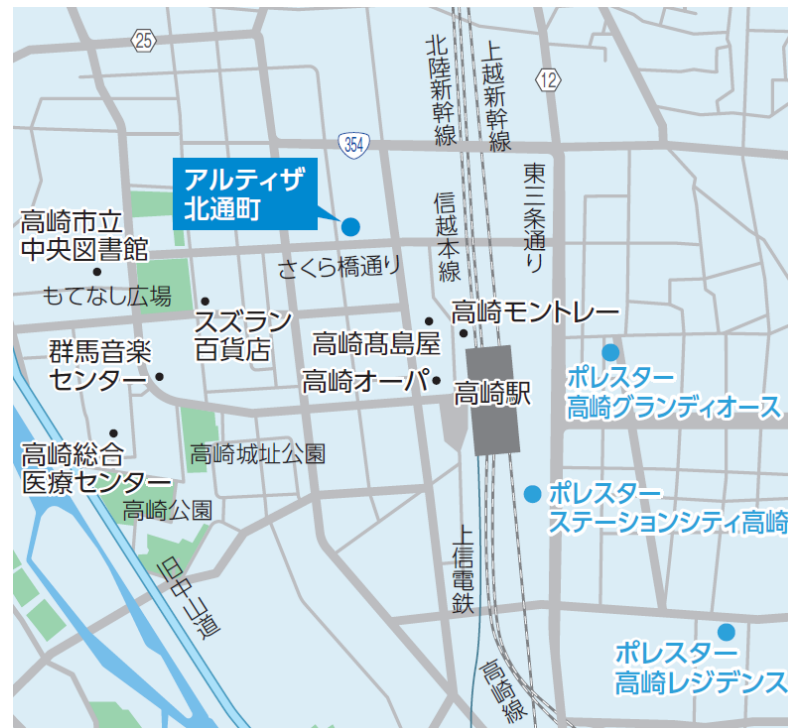 25
北陸新幹線
上越新幹線
12
354
アルティザ
北通町
東三条通り
信越本線
高崎市立
中央図書館
さくら橋通り
もてなし広場
スズラン
百貨店
高崎モントレー
高崎髙島屋
群馬音楽
センター
高崎オーパ
高崎駅
ポレスター
高崎グランディオース
高崎総合
医療センター
高崎城址公園
高崎公園
ポレスター
ステーションシティ高崎
上信電鉄
旧中山道
ポレスター
高崎レジデンス
高崎線